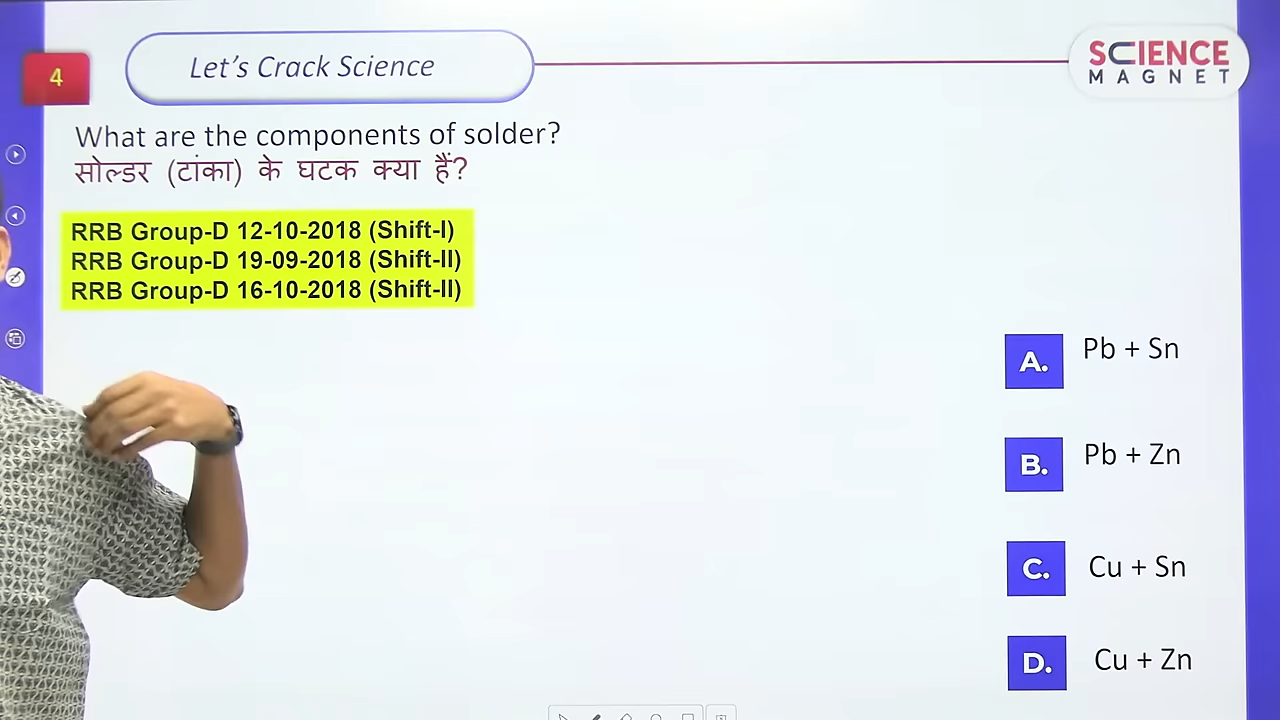 4
Let's Crack Science
SCIENCE
MAGNET
What are the components of solder?
सोल्डर (टांका) के घटक क्या हैं?
RRB Group-D 12-10-2018 (Shift-I)
RRB Group-D 19-09-2018 (Shift-II)
RRB Group-D 16-10-2018 (Shift-II)
A. Pb + Sn
B. Pb + Zn
C. Cu + Sn
D. Cu + Zn